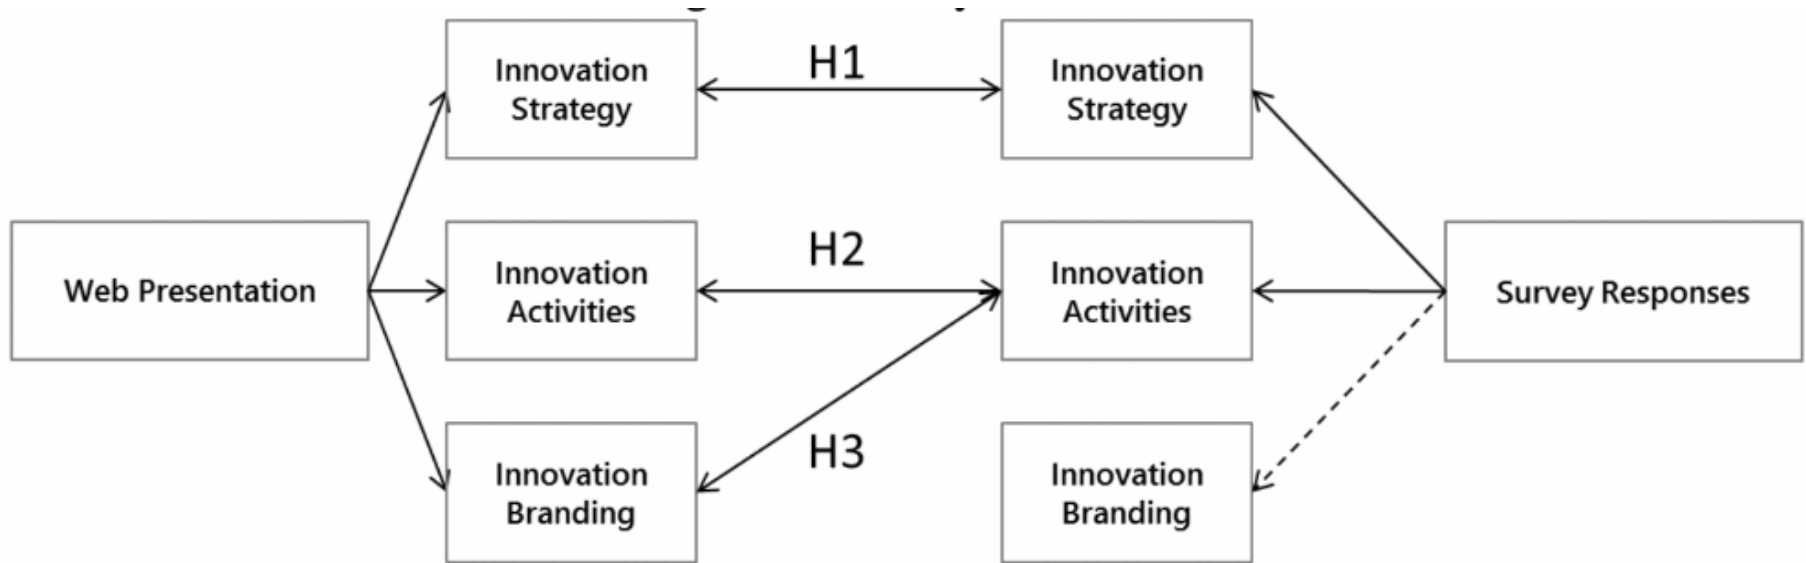 Innovation
Strategy
H1
Innovation
Strategy
Web Presentation
Innovation
Activities
H2
Innovation
Activities
Survey Responses
Innovation
Branding
H3
Innovation
Branding